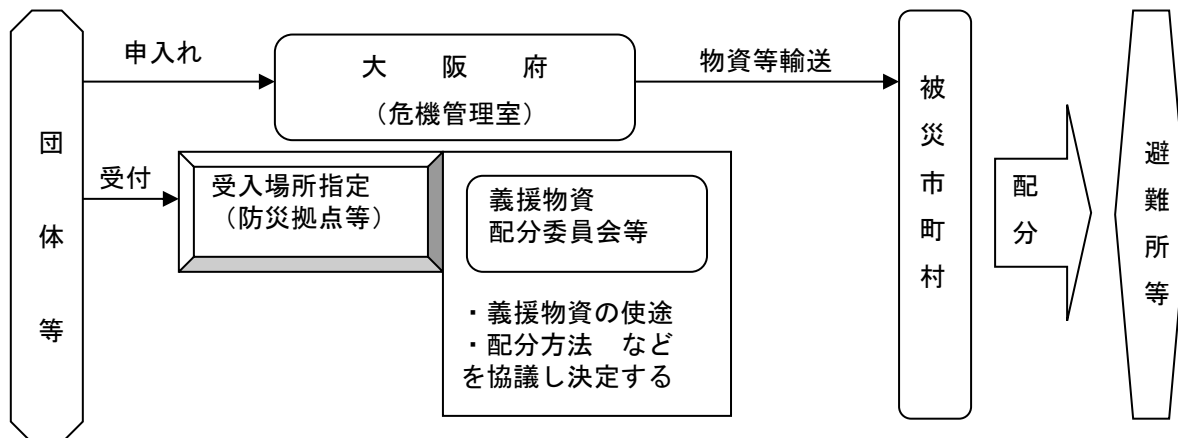 団体等
申入れ
大　阪　府
（危機管理室）
物資等輸送
受付
受入場所指定
（防災拠点等）
義援物資
配分委員会等
・義援物資の使途
・配分方法　など
を協議し決定する
被災市町村
配分
避難所等